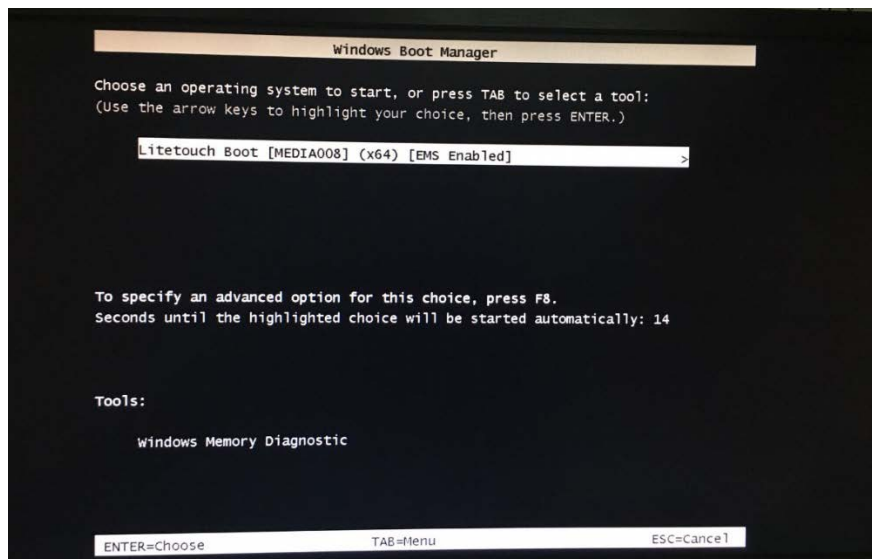 Windows Boot Manager
Choose an operating system to start, or press TAB to select a tool:
(Use the arrow keys to highlight your choice, then press ENTER.)
Litetouch Boot [MEDIA008] (x64) [EMS Enabled] >
To specify an advanced option for this choice, press F8.
Seconds until the highlighted choice will be started automatically: 14
Tools:
Windows Memory Diagnostic
ENTER=Choose TAB=Menu ESC=Cancel